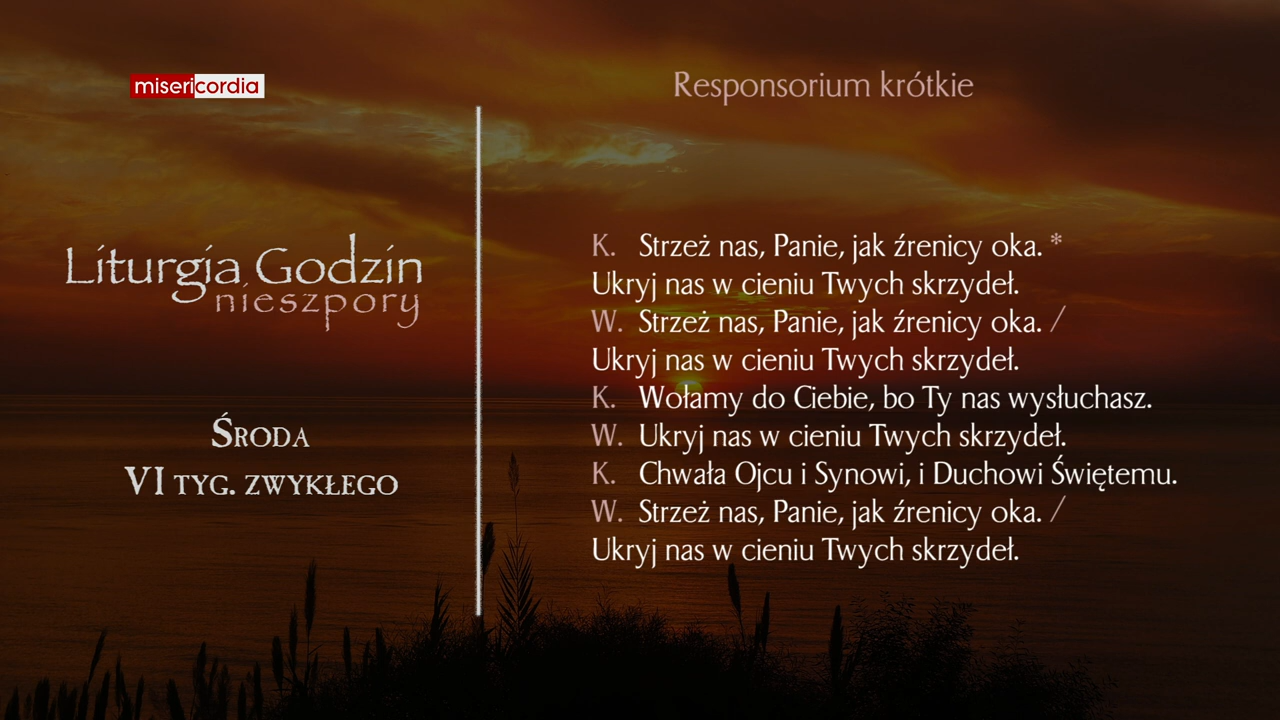 misericordia
Liturgia Godzin
nieszpory
Środa
VI tyg. zwykłego
Responsorium krótkie
K. Strzeż nas, Panie, jak źrenicy oka. *
Ukryj nas w cieniu Twych skrzydeł.
W. Strzeż nas, Panie, jak źrenicy oka. /
Ukryj nas w cieniu Twych skrzydeł.
K. Wołamy do Ciebie, bo Ty nas wysłuchasz.
W. Ukryj nas w cieniu Twych skrzydeł.
K. Chwała Ojcu i Synowi, i Duchowi Świętemu.
W. Strzeż nas, Panie, jak źrenicy oka. /
Ukryj nas w cieniu Twych skrzydeł.